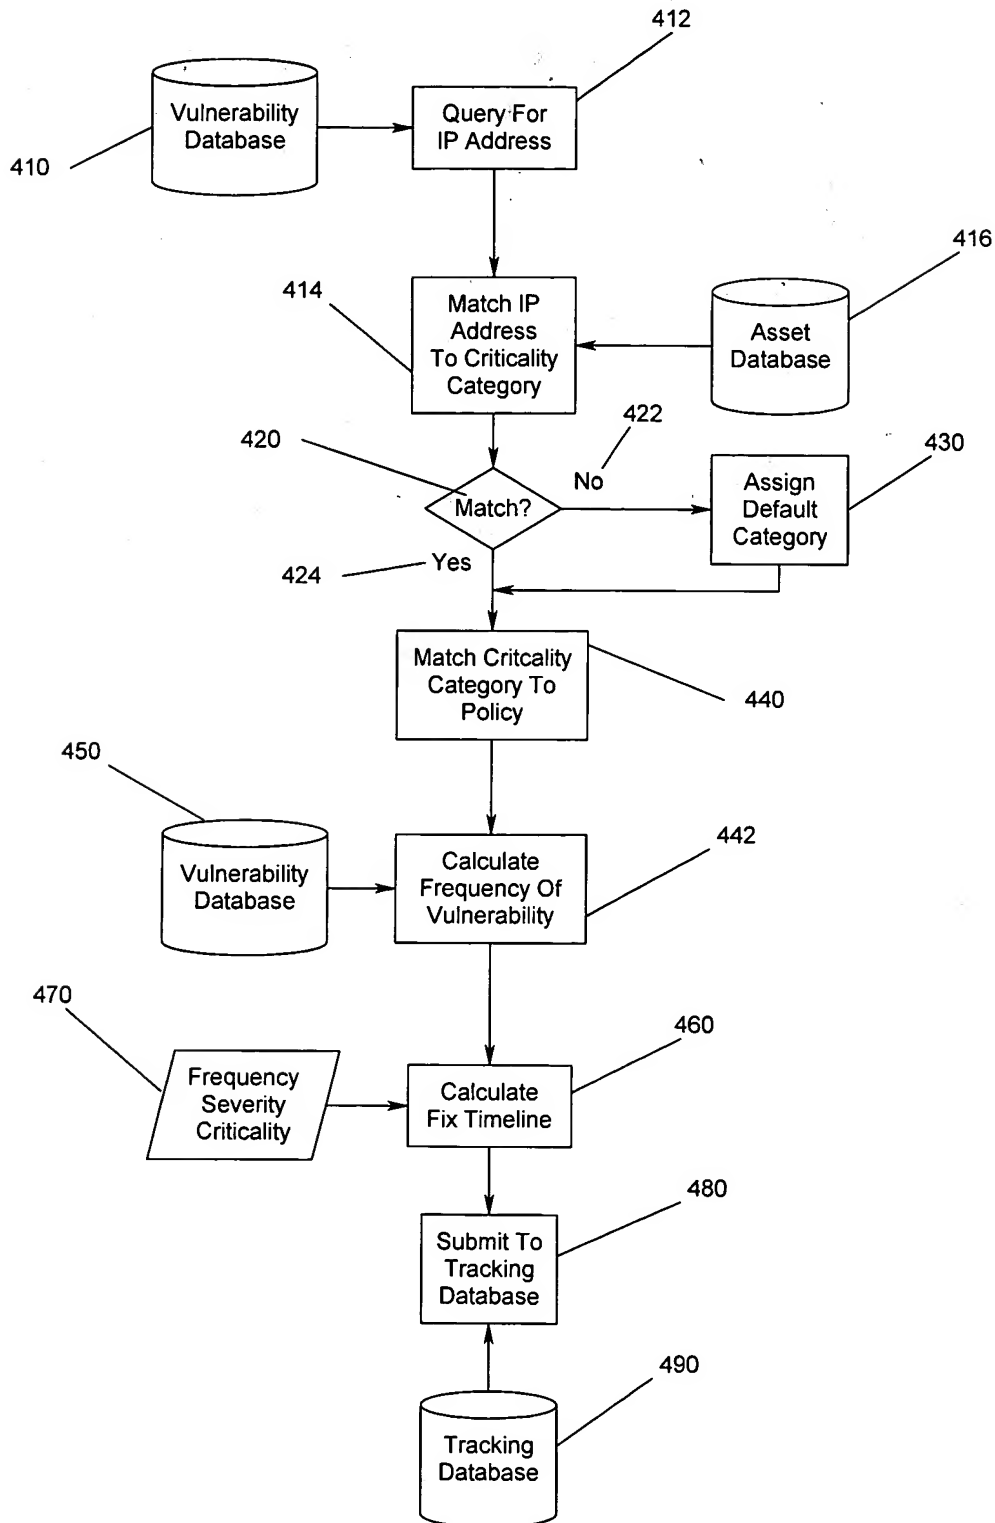 412
Vulnerability
Database
Query For
IP Address
410
416
414
Match IP
Address
To Criticality
Category
Asset
Database
422
420
430
No
Assign
Default
Category
Match?
Yes
424
Match Critcality
Category To
Policy
440
450
442
Vulnerability
Database
Calculate
Frequency Of
Vulnerability
470
460
Frequency
Severity
Criticality
Calculate
Fix Timeline
480
Submit To
Tracking
Database
490
Tracking
Database